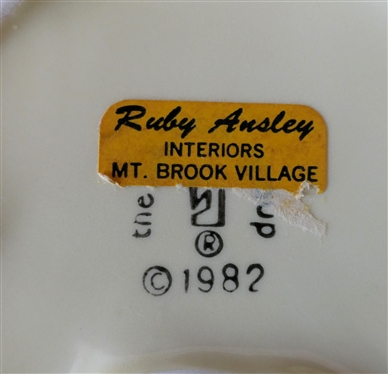 Ruby Ansley
INTERIORS
MT. BROOK VILLAGE
the
®
©1982